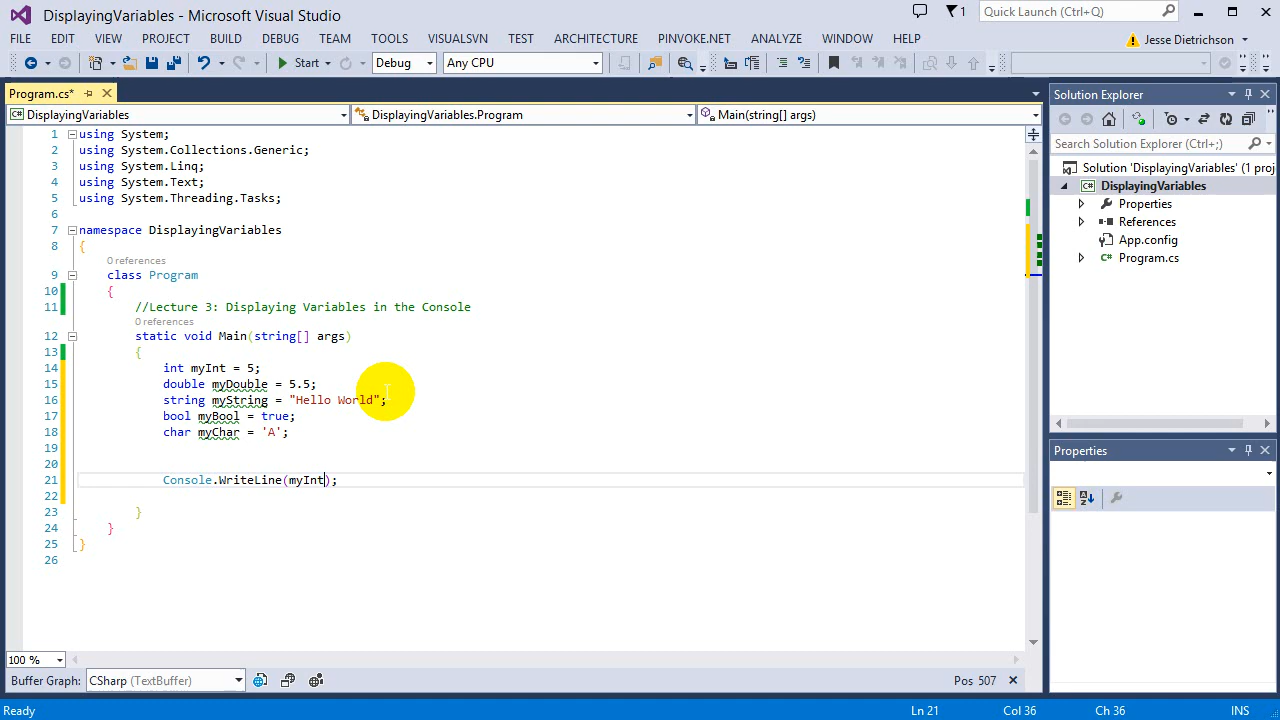 DisplayingVariables - Microsoft Visual Studio
1
Quick Launch (Ctrl+Q)
FILE EDIT VIEW PROJECT BUILD DEBUG TEAM TOOLS VISUALSVN TEST ARCHITECTURE PINVOKE.NET ANALYZE WINDOW HELP
Jesse Dietrichson
Start Debug Any CPU
Program.cs*
DisplayingVariables DisplayingVariables.Program Main(string[] args)
1 using System;
2 using System.Collections.Generic;
3 using System.Linq;
4 using System.Text;
5 using System.Threading.Tasks;
6
7 namespace DisplayingVariables
8 {
0 references
9 class Program
10 {
11 //Lecture 3: Displaying Variables in the Console
0 references
12 static void Main(string[] args)
13 {
14 int myInt = 5;
15 double myDouble = 5.5;
16 string myString = "Hello World";
17 bool myBool = true;
18 char myChar = 'A';
19
20
21 Console.WriteLine(myInt);
22
23 }
24 }
25 }
26
100 %
Buffer Graph: CSharp (TextBuffer) Pos 507
Solution Explorer
Search Solution Explorer (Ctrl+;)
Solution 'DisplayingVariables' (1 proj
DisplayingVariables
Properties
References
App.config
Program.cs
Properties
Ready Ln 21 Col 36 Ch 36 INS